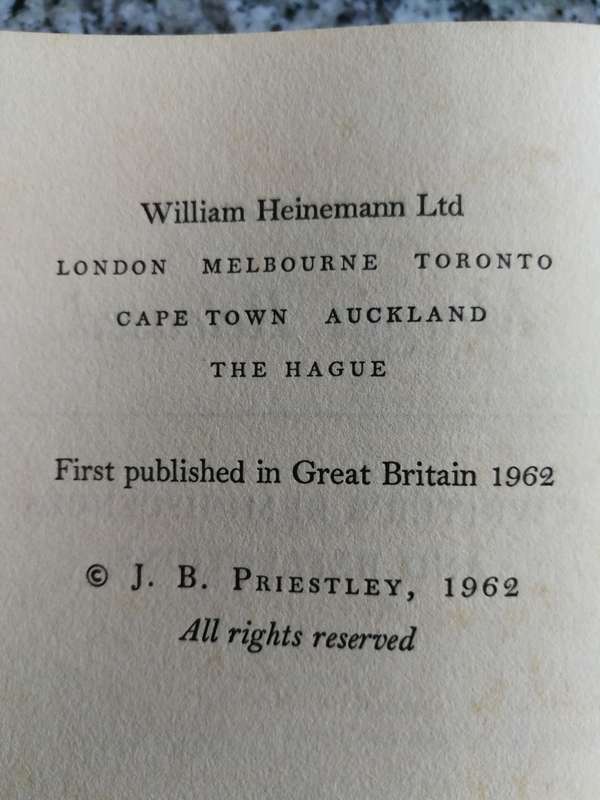 William Heinemann Ltd
LONDON MELBOURNE TORONTO
CAPE TOWN AUCKLAND
THE HAGUE
First published in Great Britain 1962
© J. B. PRIESTLEY, 1962
All rights reserved